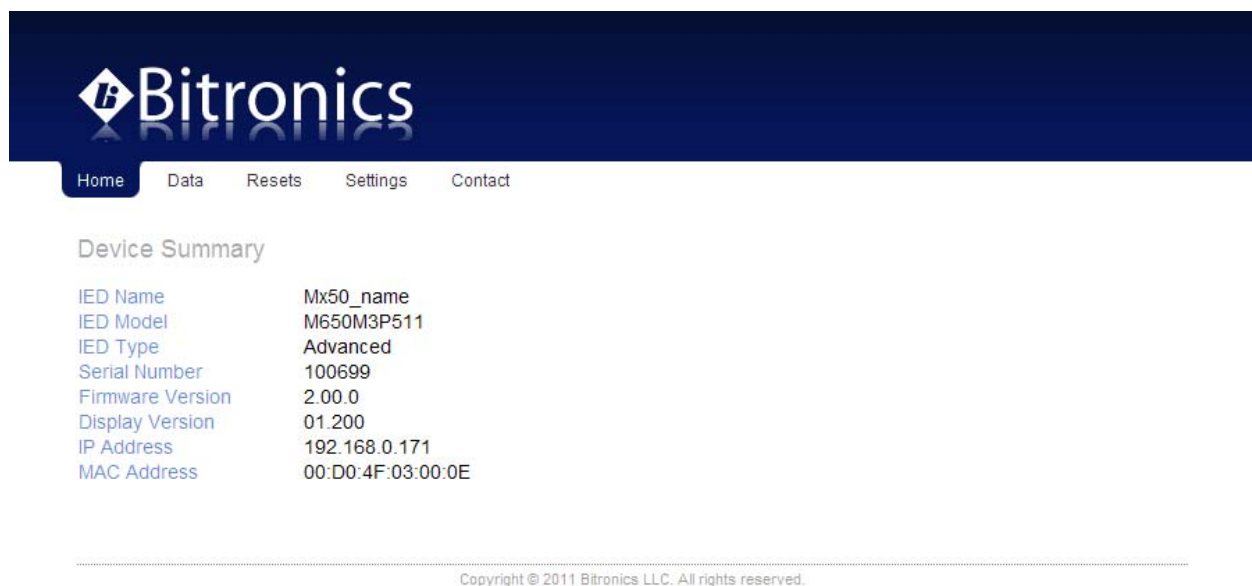 Bitronics
Home Data Resets Settings Contact
Device Summary
IED Name Mx50_name
IED Model M650M3P511
IED Type Advanced
Serial Number 100699
Firmware Version 2.00.0
Display Version 01.200
IP Address 192.168.0.171
MAC Address 00:D0:4F:03:00:0E
Copyright © 2011 Bitronics LLC. All rights reserved.